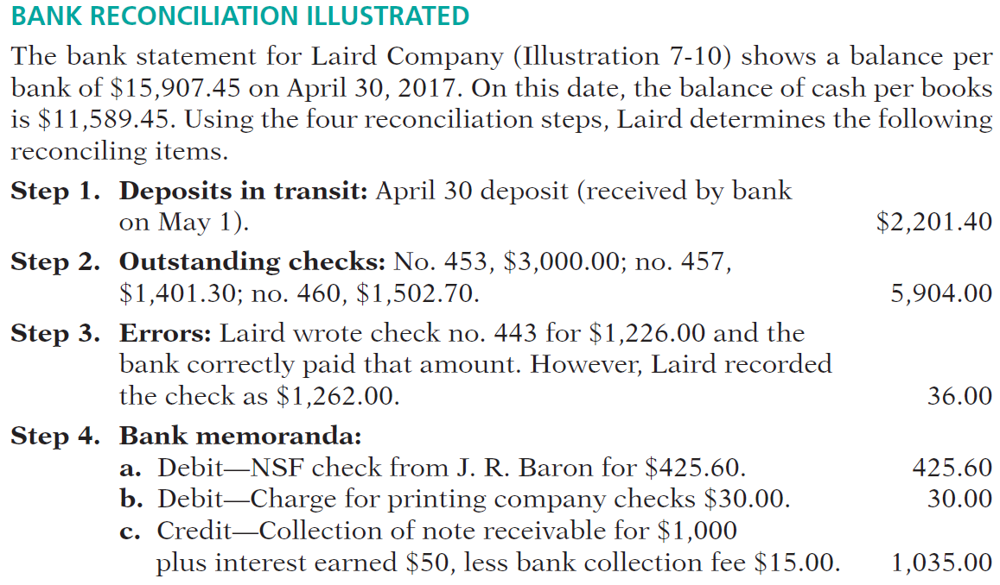 BANK RECONCILIATION ILLUSTRATED
The bank statement for Laird Company (Illustration 7-10) shows a balance per
bank of $15,907.45 on April 30, 2017. On this date, the balance of cash per books
is $11,589.45. Using the four reconciliation steps, Laird determines the following
reconciling items.
Step 1. Deposits in transit: April 30 deposit (received by bank
on May 1). $2,201.40
Step 2. Outstanding checks: No. 453, $3,000.00; no. 457,
$1,401.30; no. 460, $1,502.70. 5,904.00
Step 3. Errors: Laird wrote check no. 443 for $1,226.00 and the
bank correctly paid that amount. However, Laird recorded
the check as $1,262.00. 36.00
Step 4. Bank memoranda:
a. Debit—NSF check from J. R. Baron for $425.60. 425.60
b. Debit—Charge for printing company checks $30.00. 30.00
c. Credit—Collection of note receivable for $1,000
plus interest earned $50, less bank collection fee $15.00. 1,035.00